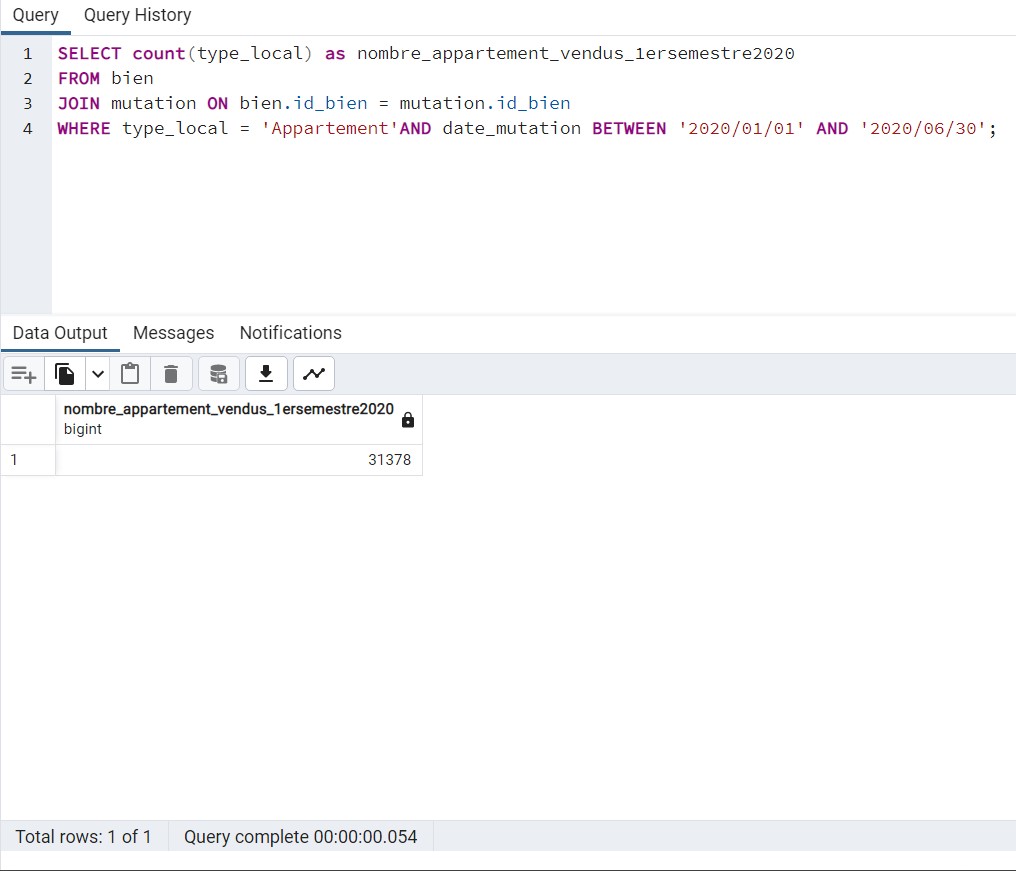 Query Query History
1 SELECT count(type_local) as nombre_appartement_vendus_1ersemestre2020
2 FROM bien
3 JOIN mutation ON bien.id_bien = mutation.id_bien
4 WHERE type_local = 'Appartement'AND date_mutation BETWEEN '2020/01/01' AND '2020/06/30';
Data Output Messages Notifications
nombre_appartement_vendus_1ersemestre2020
bigint
1 31378
Total rows: 1 of 1 Query complete 00:00:00.054